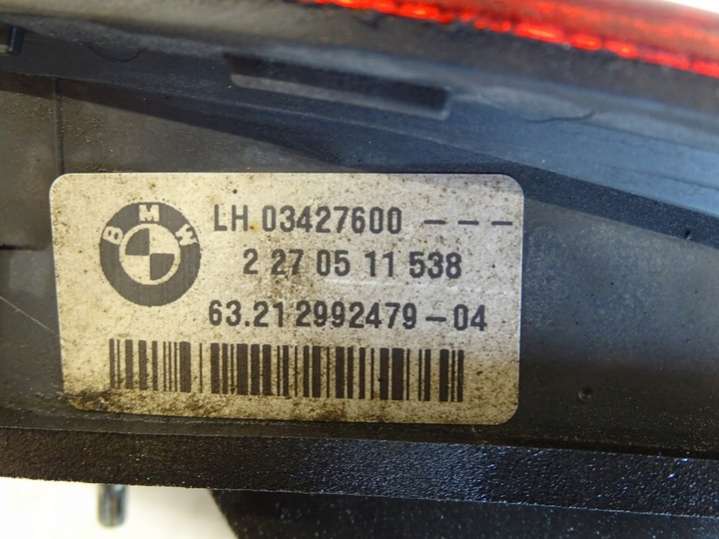 BMW
LH 03427600 - - -
2 27 05 11 538
63.21 2992479-04